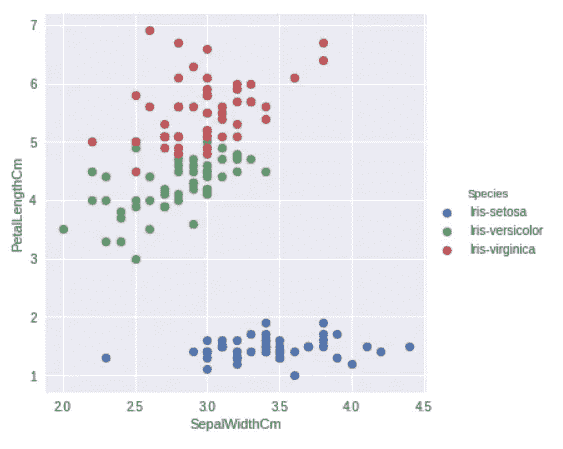 7
6
5
4
3
2
1
PetalLengthCm
2.0 2.5 3.0 3.5 4.0 4.5
SepalWidthCm
Species
Iris-setosa
Iris-versicolor
Iris-virginica